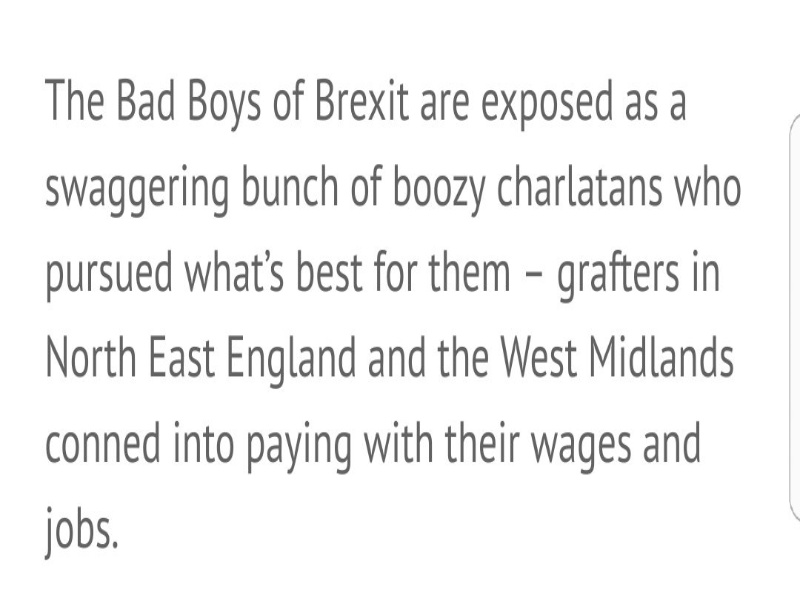 The Bad Boys of Brexit are exposed as a
swaggering bunch of boozy charlatans who
pursued what’s best for them – grafters in
North East England and the West Midlands
conned into paying with their wages and
jobs.